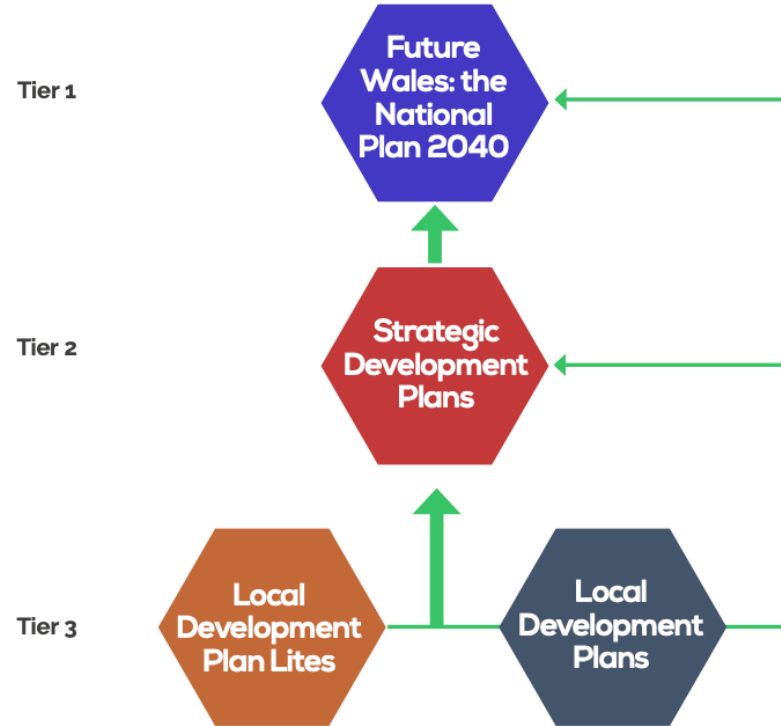 Tier 1
Future
Wales: the
National
Plan 2040
Tier 2
Strategic
Development
Plans
Tier 3
Local
Development
Plan Lites
Local
Development
Plans